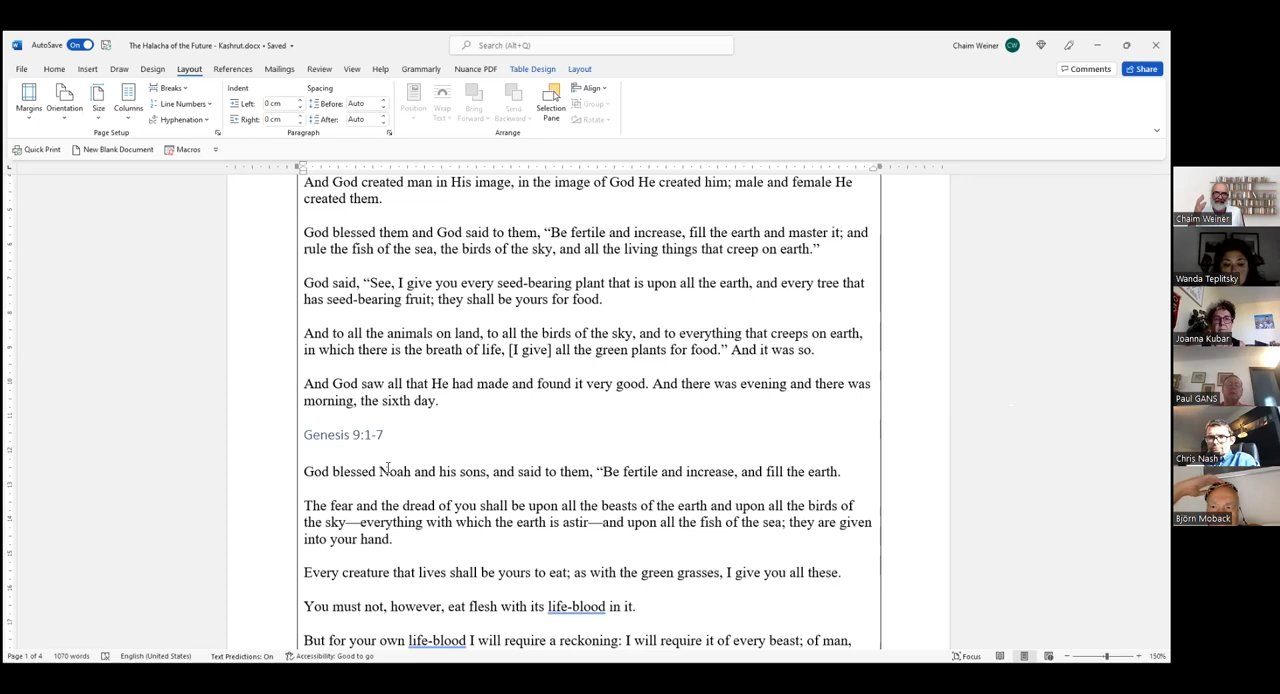 AutoSave On The Halacha of the Future - Kashrut.docx • Saved Search (Alt+Q) Chaim Weiner CW
File Home Insert Draw Design Layout References Mailings Review View Help Grammarly Nuance PDF Table Design Layout Comments Share
Margins Orientation Size Columns Breaks Line Numbers Hyphenation
Page Setup
Indent Spacing
Left: 0 cm Before: Auto
Right: 0 cm After: Auto
Paragraph
Position Wrap Text Bring Forward Send Backward Selection Pane Align Group Rotate
Arrange
Quick Print New Blank Document Macros
And God created man in His image, in the image of God He created him; male and female He
created them.
God blessed them and God said to them, “Be fertile and increase, fill the earth and master it; and
rule the fish of the sea, the birds of the sky, and all the living things that creep on earth.”
God said, “See, I give you every seed-bearing plant that is upon all the earth, and every tree that
has seed-bearing fruit; they shall be yours for food.
And to all the animals on land, to all the birds of the sky, and to everything that creeps on earth,
in which there is the breath of life, [I give] all the green plants for food.” And it was so.
And God saw all that He had made and found it very good. And there was evening and there was
morning, the sixth day.
Genesis 9:1-7
God blessed Noah and his sons, and said to them, “Be fertile and increase, and fill the earth.
The fear and the dread of you shall be upon all the beasts of the earth and upon all the birds of
the sky—everything with which the earth is astir—and upon all the fish of the sea; they are given
into your hand.
Every creature that lives shall be yours to eat; as with the green grasses, I give you all these.
You must not, however, eat flesh with its life-blood in it.
But for your own life-blood I will require a reckoning: I will require it of every beast; of man,
Page 1 of 4 1070 words English (United States) Text Predictions: On Accessibility: Good to go Focus 150%
Chaim Weiner
Wanda Teplitsky
Joanna Kubar
Paul GANS
Chris Nash
Björn Moback